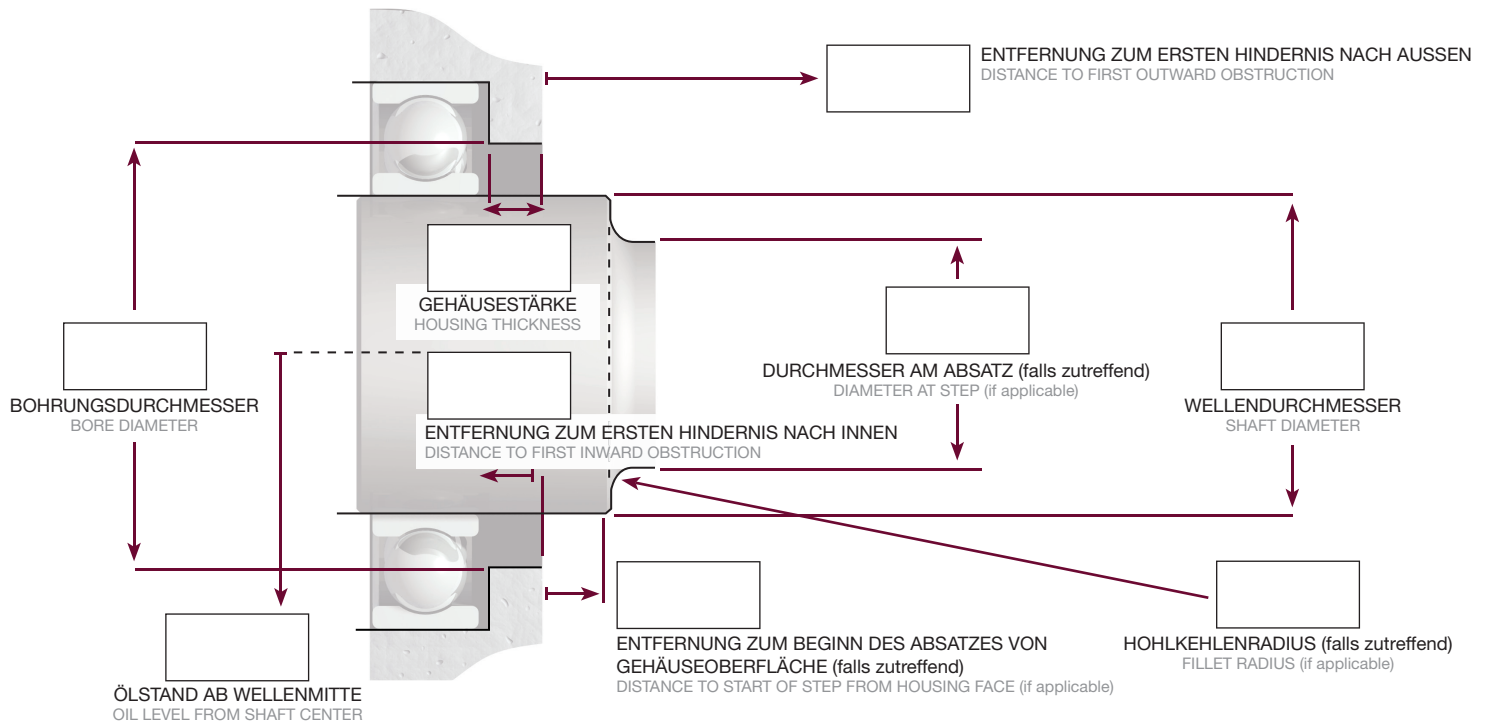 ENTFERNUNG ZUM ERSTEN HINDERNIS NACH AUSSEN
DISTANCE TO FIRST OUTWARD OBSTRUCTION
GEHÄUSESTÄRKE
HOUSING THICKNESS
DURCHMESSER AM ABSATZ (falls zutreffend)
DIAMETER AT STEP (if applicable)
BOHRUNGSDURCHMESSER
BORE DIAMETER
WELLENDURCHMESSER
SHAFT DIAMETER
ENTFERNUNG ZUM ERSTEN HINDERNIS NACH INNEN
DISTANCE TO FIRST INWARD OBSTRUCTION
ENTFERNUNG ZUM BEGINN DES ABSATZES VON
GEHÄUSEOBERFLÄCHE (falls zutreffend)
DISTANCE TO START OF STEP FROM HOUSING FACE (if applicable)
HOHLKEHLENRADIUS (falls zutreffend)
FILLET RADIUS (if applicable)
ÖLSTAND AB WELLENMITTE
OIL LEVEL FROM SHAFT CENTER